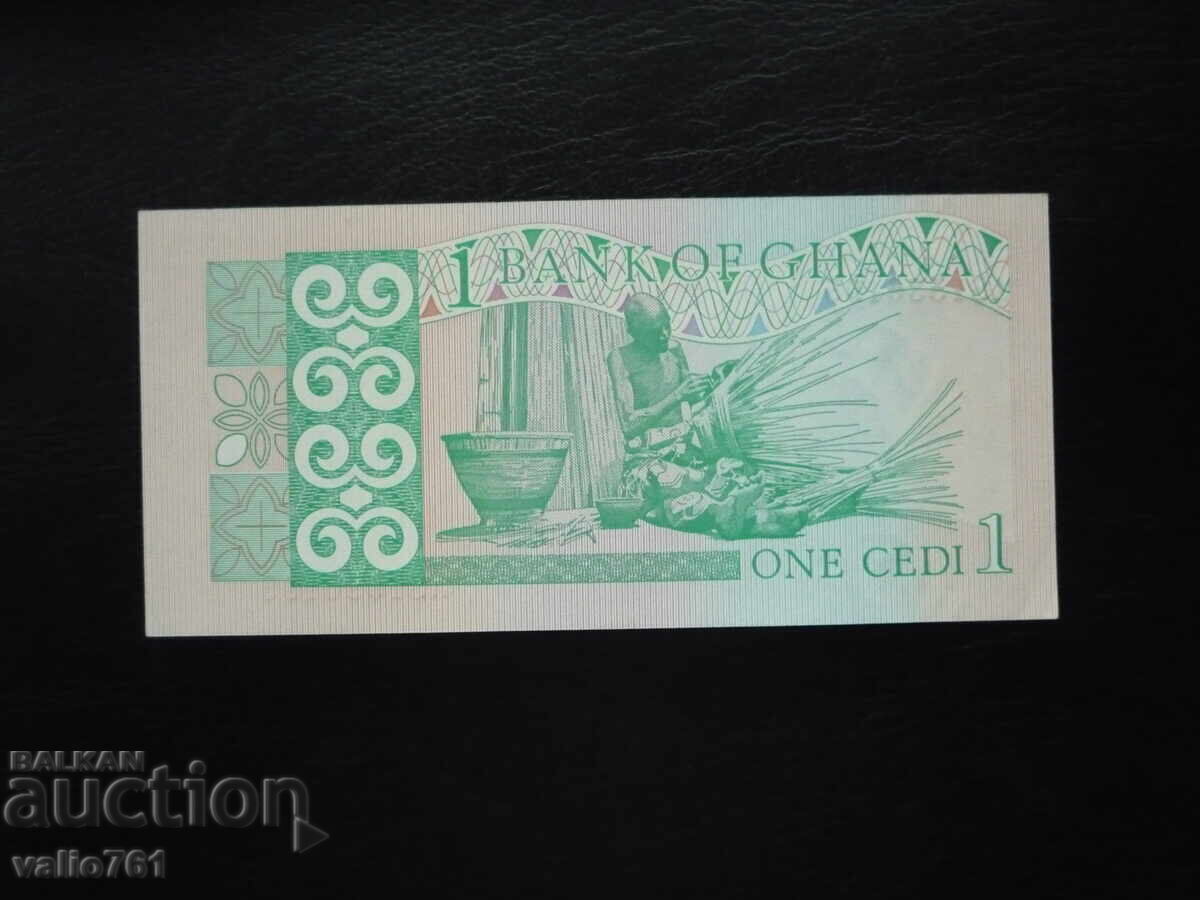 1 BANK OF GHANA
ONE CEDI 1
BALKAN
auction
valio761